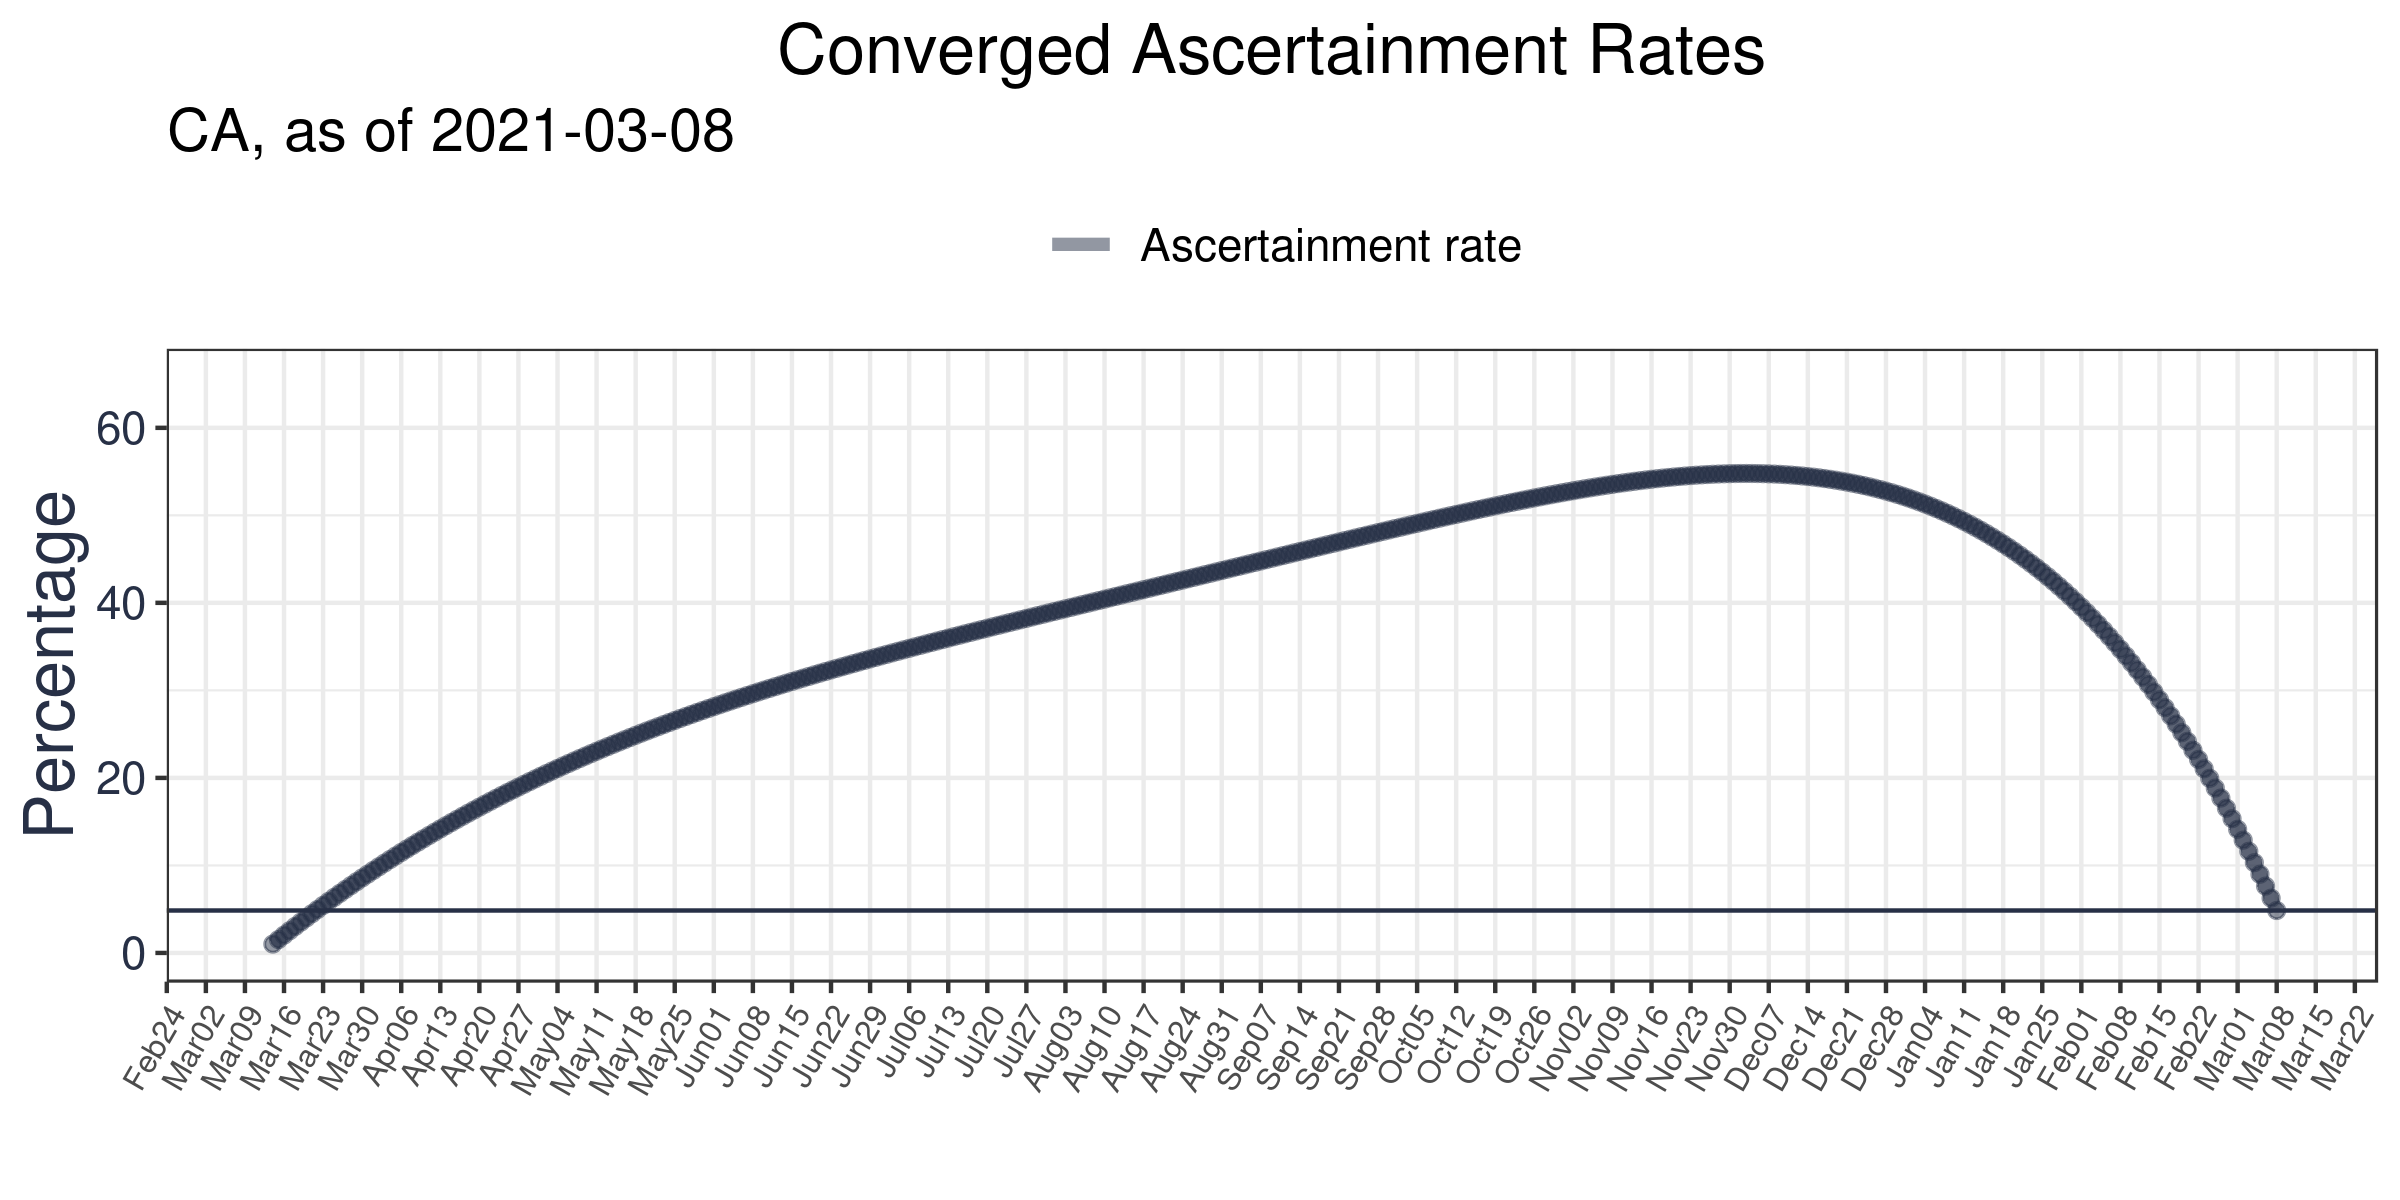 Converged Ascertainment Rates
CA, as of 2021-03-08
Ascertainment rate
Percentage
60
40
20
0
Feb24
Mar02
Mar09
Mar16
Mar23
Mar30
Apr06
Apr13
Apr20
Apr27
May04
May11
May18
May25
Jun01
Jun08
Jun15
Jun22
Jun29
Jul06
Jul13
Jul20
Jul27
Aug03
Aug10
Aug17
Aug24
Aug31
Sep07
Sep14
Sep21
Sep28
Oct05
Oct12
Oct19
Oct26
Nov02
Nov09
Nov16
Nov23
Nov30
Dec07
Dec14
Dec21
Dec28
Jan04
Jan11
Jan18
Jan25
Feb01
Feb08
Feb15
Feb22
Mar01
Mar08
Mar15
Mar22